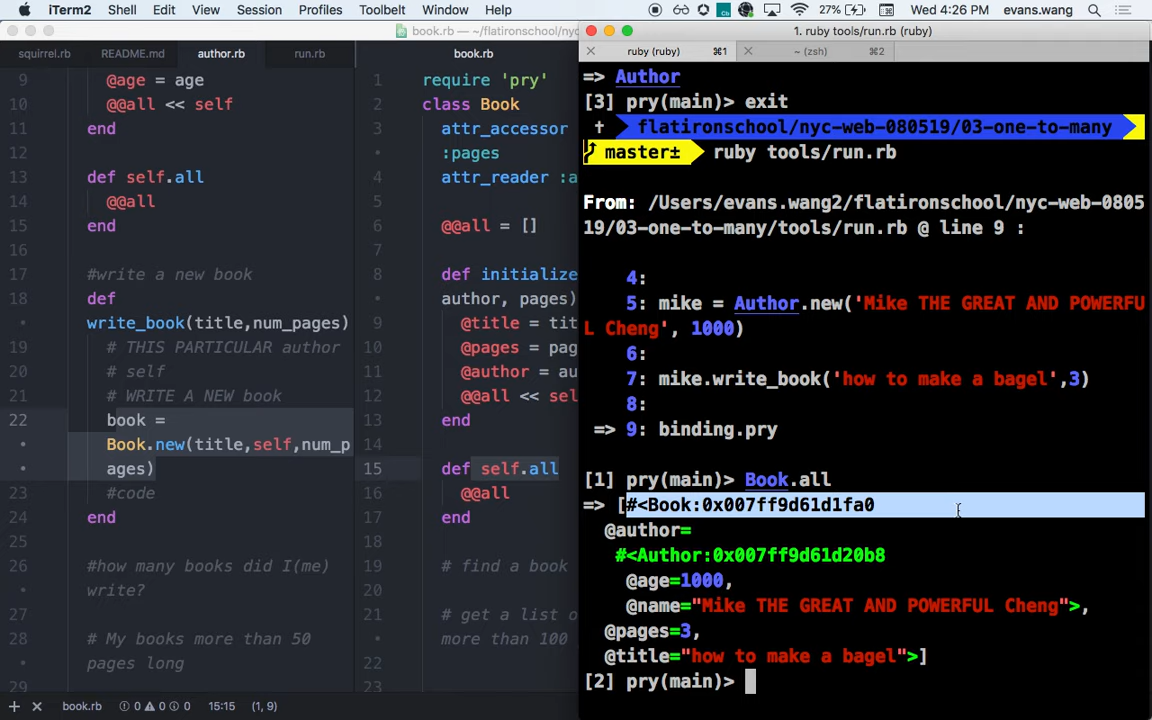 iTerm2 Shell Edit View Session Profiles Toolbelt Window Help 27% Wed 4:26 PM evans.wang
book.rb — ~/flatironschool/nyc
1. ruby tools/run.rb (ruby)
squirrel.rb README.md author.rb run.rb
book.rb
ruby (ruby) ⌘1 ~ (zsh) ⌘2
9 @age = age
10 @@all << self
11 end
12
13 def self.all
14 @@all
15 end
16
17 #write a new book
18 def
• write_book(title,num_pages)
19 # THIS PARTICULAR author
20 # self
21 # WRITE A NEW book
22 book =
• Book.new(title,self,num_p
• ages)
23 #code
24 end
25
26 #how many books did I(me)
• write?
27
28 # My books more than 50
• pages long
29
1 require 'pry'
2 class Book
3 attr_accessor
• :pages
4 attr_reader :a
5
6 @@all = []
7
8 def initialize
• author, pages)
9 @title = tit
10 @pages = pag
11 @author = au
12 @@all << sel
13 end
14
15 def self.all
16 @@all
17 end
18
19 # find a book
20
21 # get a list o
• more than 100
22
23
=> Author
[3] pry(main)> exit
flatironschool/nyc-web-080519/03-one-to-many
master± ruby tools/run.rb
From: /Users/evans.wang2/flatironschool/nyc-web-0805
19/03-one-to-many/tools/run.rb @ line 9 :
4:
5: mike = Author.new('Mike THE GREAT AND POWERFU
L Cheng', 1000)
6:
7: mike.write_book('how to make a bagel',3)
8:
=> 9: binding.pry
[1] pry(main)> Book.all
=> [#<Book:0x007ff9d61d1fa0
@author=
#<Author:0x007ff9d61d20b8
@age=1000,
@name="Mike THE GREAT AND POWERFUL Cheng">,
@pages=3,
@title="how to make a bagel">]
[2] pry(main)>
book.rb 0 0 0 15:15 (1, 9)